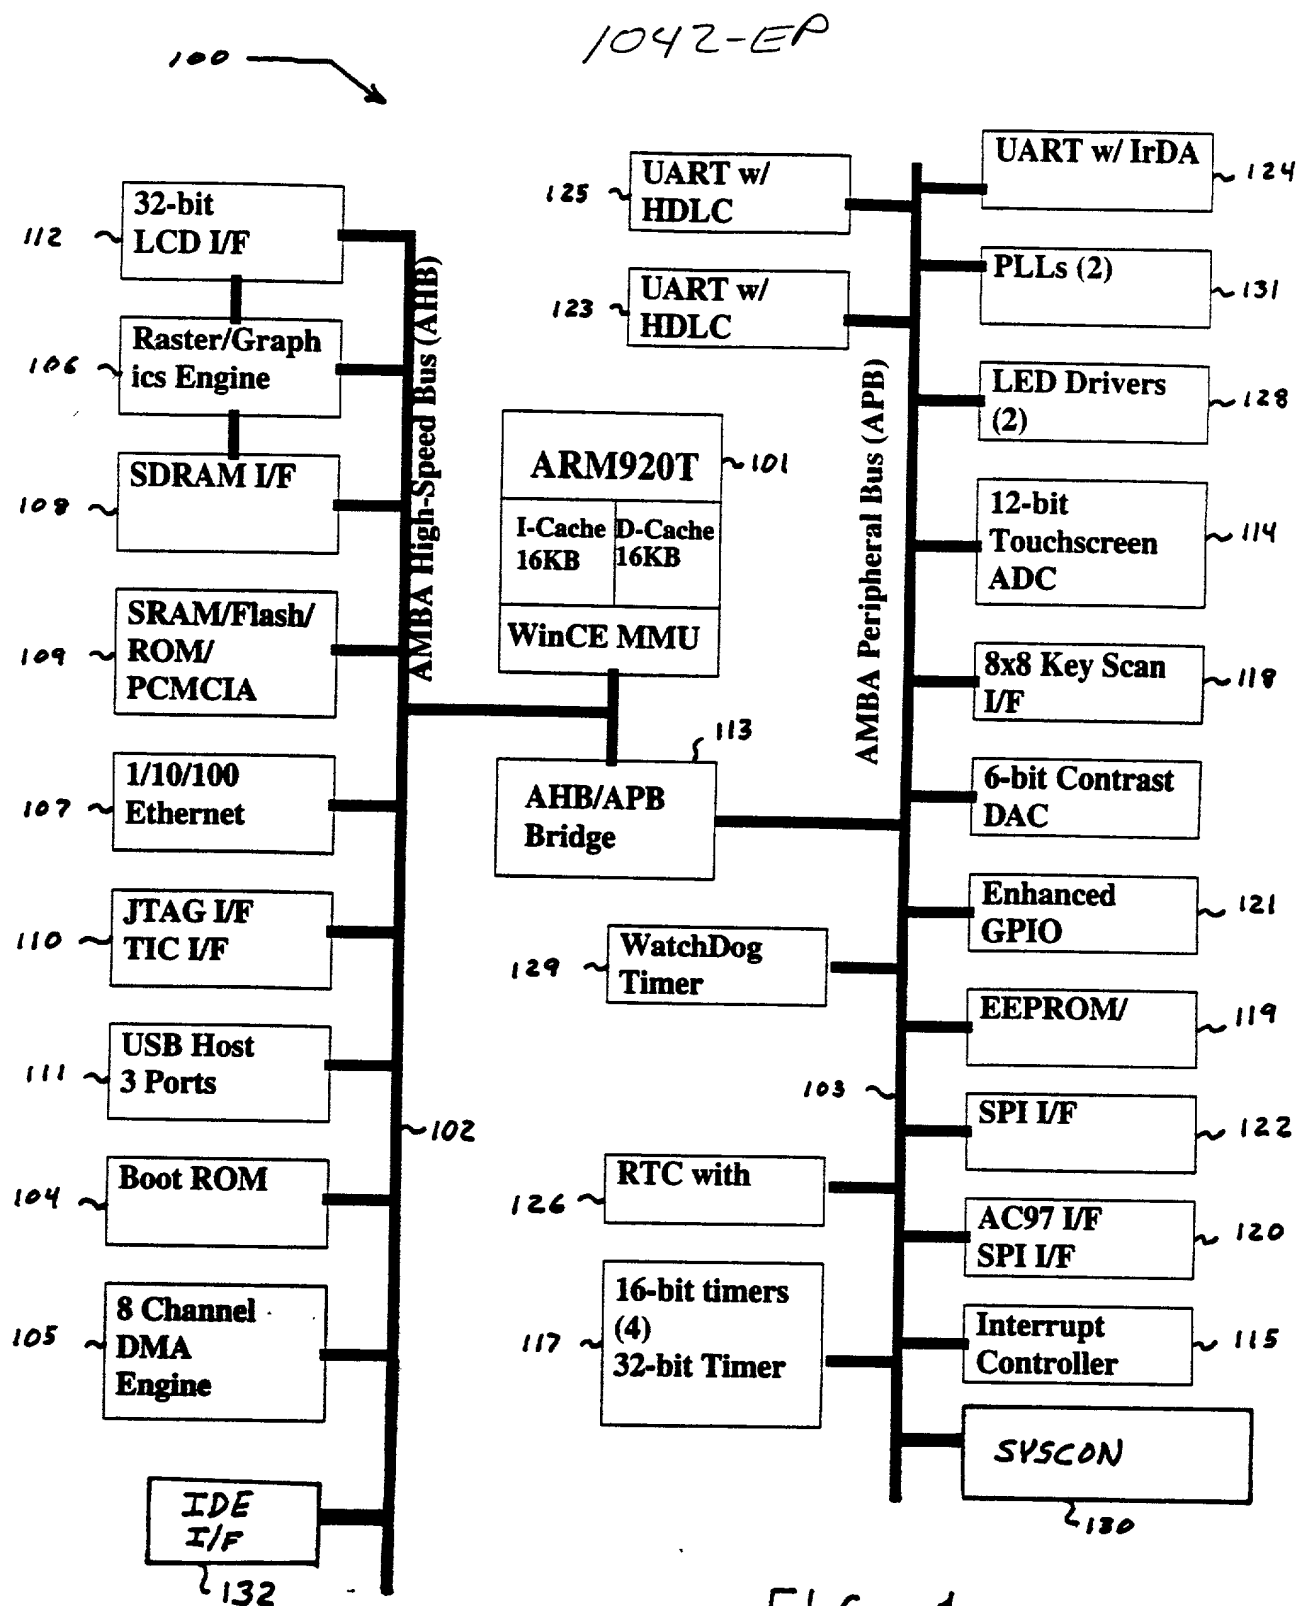 1042-EP
100
112
32-bit
LCD I/F
106
Raster/Graph
ics Engine
108
SDRAM I/F
109
SRAM/Flash/
ROM/
PCMCIA
107
1/10/100
Ethernet
110
JTAG I/F
TIC I/F
111
USB Host
3 Ports
104
Boot ROM
105
8 Channel
DMA
Engine
IDE
I/F
132
AMBA High-Speed Bus (AHB)
102
ARM920T
101
I-Cache
16KB
D-Cache
16KB
WinCE MMU
113
AHB/APB
Bridge
125
UART w/
HDLC
123
UART w/
HDLC
AMBA Peripheral Bus (APB)
129
WatchDog
Timer
103
126
RTC with
117
16-bit timers
(4)
32-bit Timer
UART w/ IrDA
124
PLLs (2)
131
LED Drivers
(2)
128
12-bit
Touchscreen
ADC
114
8x8 Key Scan
I/F
118
6-bit Contrast
DAC
Enhanced
GPIO
121
EEPROM/
119
SPI I/F
122
AC97 I/F
SPI I/F
120
Interrupt
Controller
115
SYSCON
130
FIG. 1